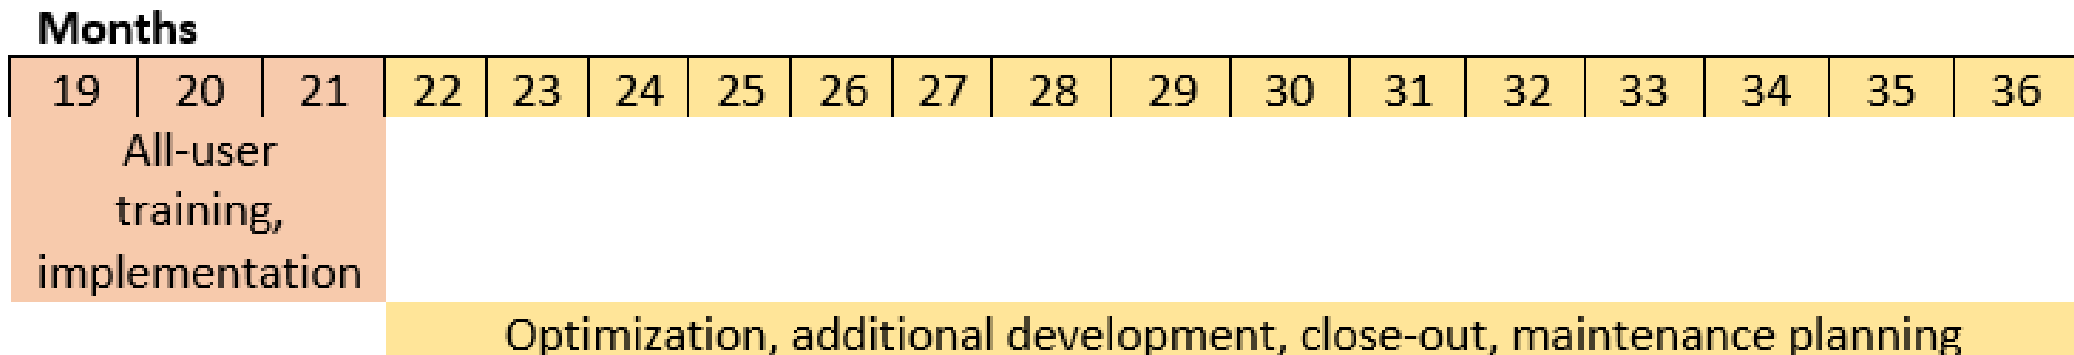 Months
19 20 21 22 23 24 25 26 27 28 29 30 31 32 33 34 35 36
All-user
training,
implementation
Optimization, additional development, close-out, maintenance planning